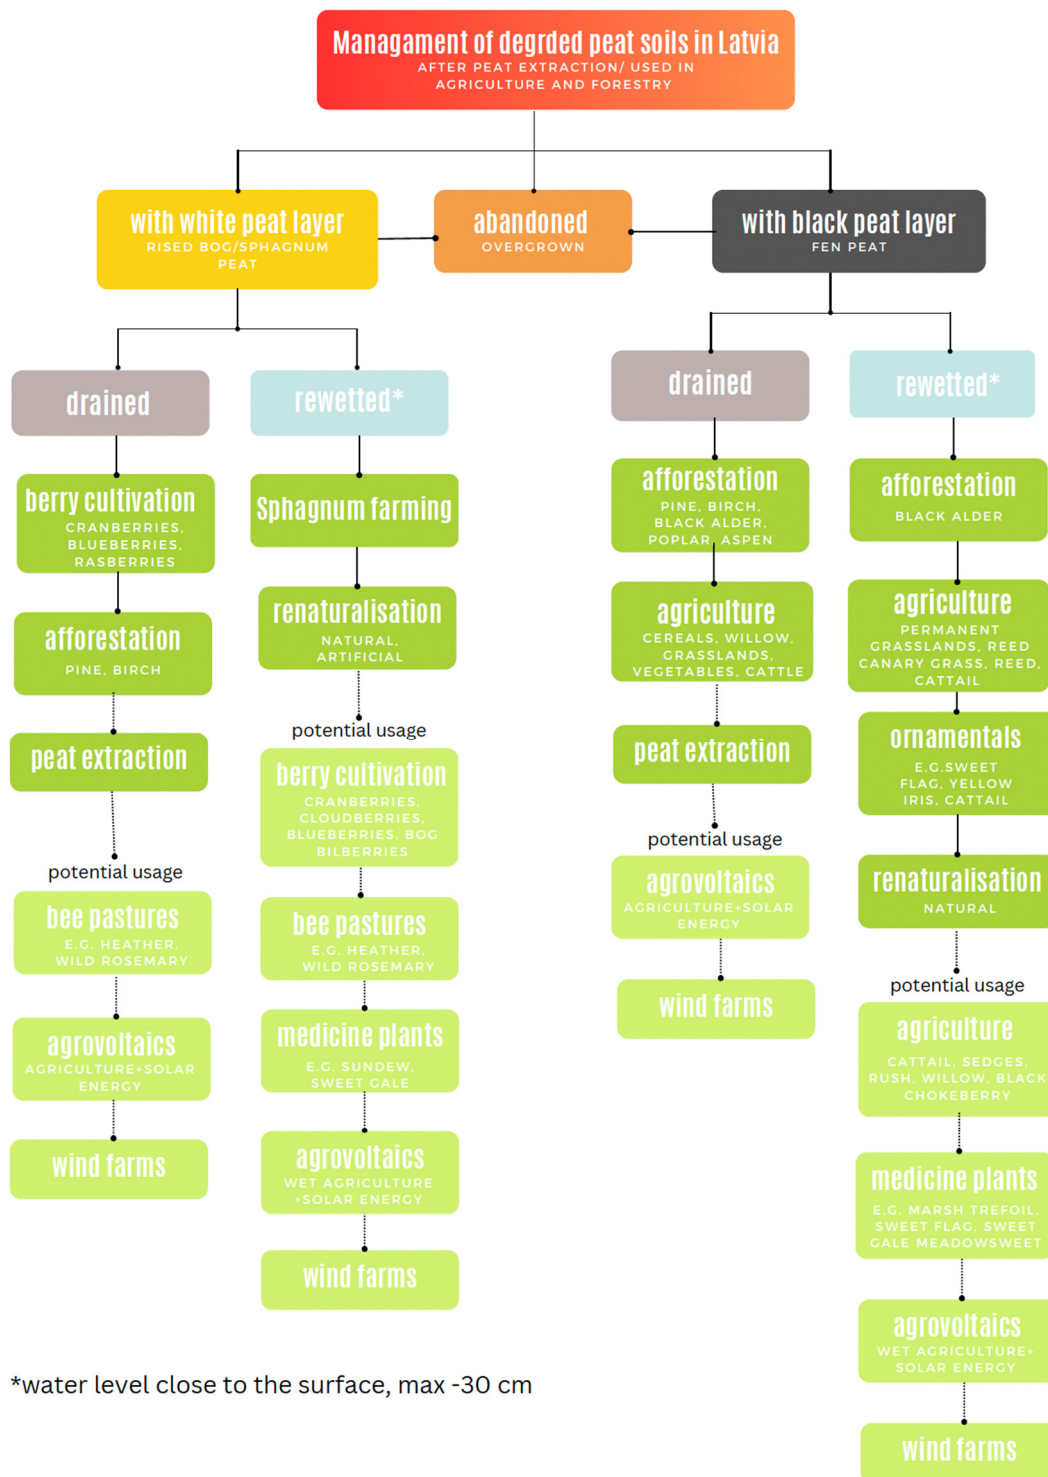 Managament of degrded peat soils in Latvia
AFTER PEAT EXTRACTION/ USED IN
AGRICULTURE AND FORESTRY
with white peat layer
RISED BOG/SPHAGNUM
PEAT
abandoned
OVERGROWN
with black peat layer
FEN PEAT
drained
berry cultivation
CRANBERRIES,
BLUEBERRIES,
RASBERRIES
afforestation
PINE, BIRCH
peat extraction
potential usage
bee pastures
E.G. HEATHER,
WILD ROSEMARY
agrovoltaics
AGRICULTURE+SOLAR
ENERGY
wind farms
rewetted*
Sphagnum farming
renaturalisation
NATURAL,
ARTIFICIAL
potential usage
berry cultivation
CRANBERRIES,
CLOUDBERRIES,
BLUEBERRIES, BOG
BILBERRIES
bee pastures
E.G. HEATHER,
WILD ROSEMARY
medicine plants
E.G. SUNDEW,
SWEET GALE
agrovoltaics
WET AGRICULTURE
+SOLAR ENERGY
wind farms
drained
afforestation
PINE, BIRCH,
BLACK ALDER,
POPLAR, ASPEN
agriculture
CEREALS, WILLOW,
GRASSLANDS,
VEGETABLES, CATTLE
peat extraction
potential usage
agrovoltaics
AGRICULTURE+SOLAR
ENERGY
wind farms
rewetted*
afforestation
BLACK ALDER
agriculture
PERMANENT
GRASSLANDS, REED
CANARY GRASS, REED,
CATTAIL
ornamentals
E.G.SWEET
FLAG, YELLOW
IRIS, CATTAIL
renaturalisation
NATURAL
potential usage
agriculture
CATTAIL, SEDGES,
RUSH, WILLOW, BLACK
CHOKEBERRY
medicine plants
E.G. MARSH TREFOIL,
SWEET FLAG, SWEET
GALE MEADOWSWEET
agrovoltaics
WET AGRICULTURE+
SOLAR ENERGY
wind farms
*water level close to the surface, max -30 cm